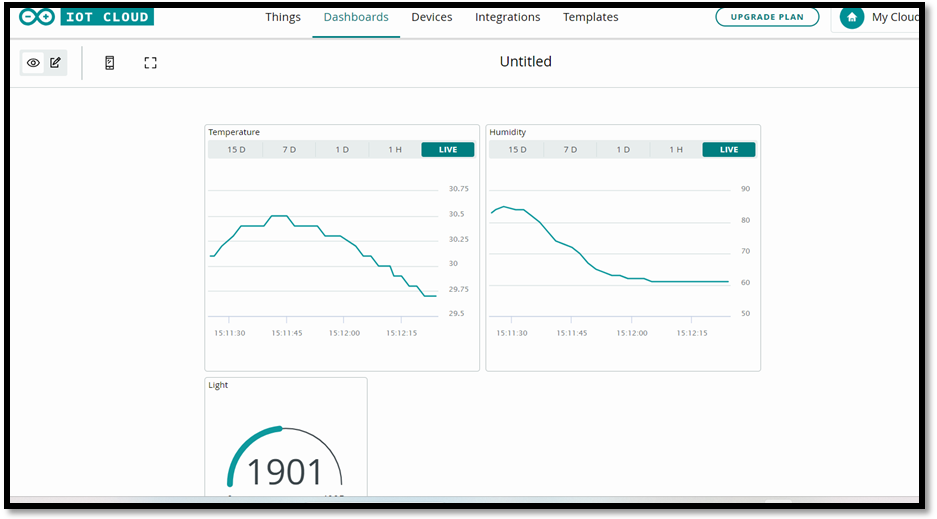 IOT CLOUD
Things Dashboards Devices Integrations Templates
UPGRADE PLAN
My Cloud
Untitled
Temperature
15 D 7 D 1 D 1 H LIVE
30.75
30.5
30.25
30
29.75
29.5
15:11:30 15:11:45 15:12:00 15:12:15
Humidity
15 D 7 D 1 D 1 H LIVE
90
80
70
60
50
15:11:30 15:11:45 15:12:00 15:12:15
Light
1901